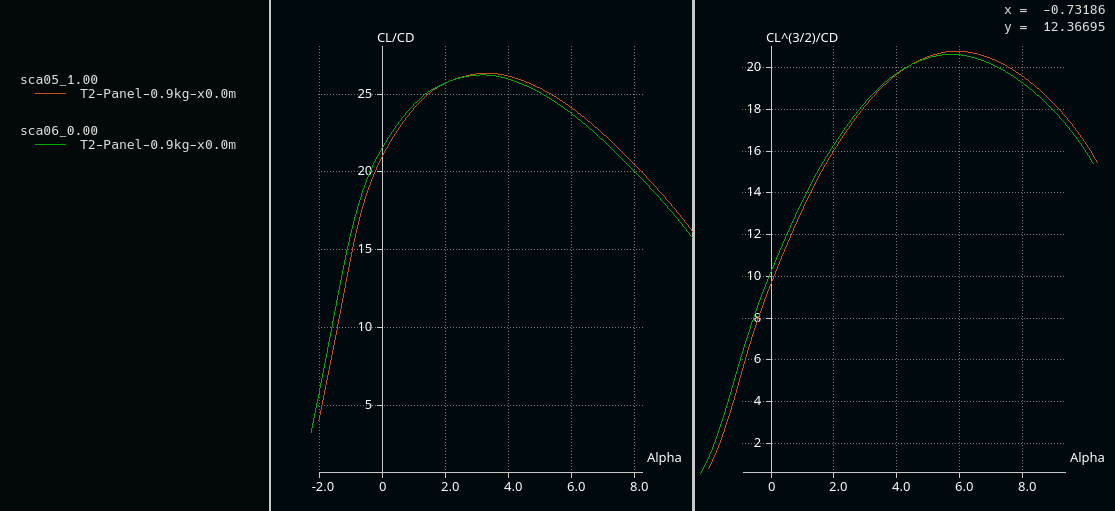 sca05_1.00
T2-Panel-0.9kg-x0.0m
sca06_0.00
T2-Panel-0.9kg-x0.0m
CL/CD
25
20
15
10
5
Alpha
-2.0 0 2.0 4.0 6.0 8.0
x = -0.73186
y = 12.36695
CL^(3/2)/CD
20
18
16
14
12
10
8
6
4
2
Alpha
0 2.0 4.0 6.0 8.0